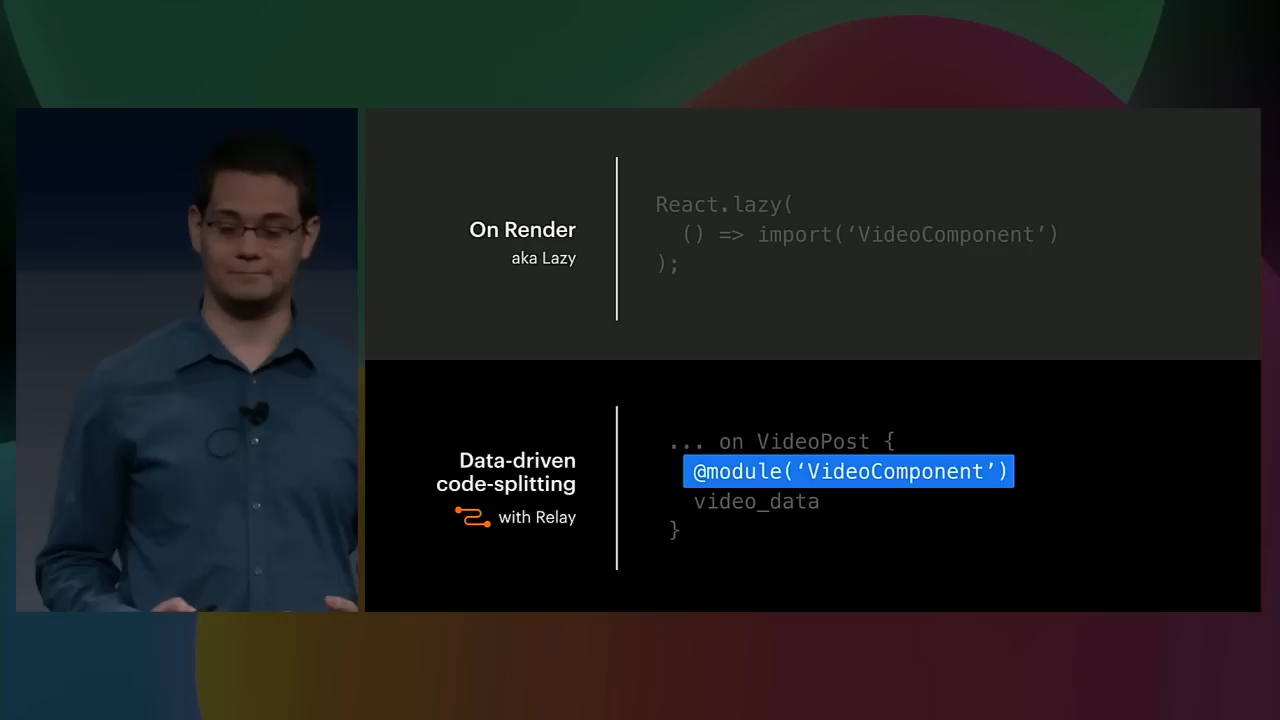 On Render
aka Lazy
React.lazy(
() => import(‘VideoComponent’)
);
Data-driven
code-splitting
with Relay
... on VideoPost {
@module(‘VideoComponent’)
video_data
}